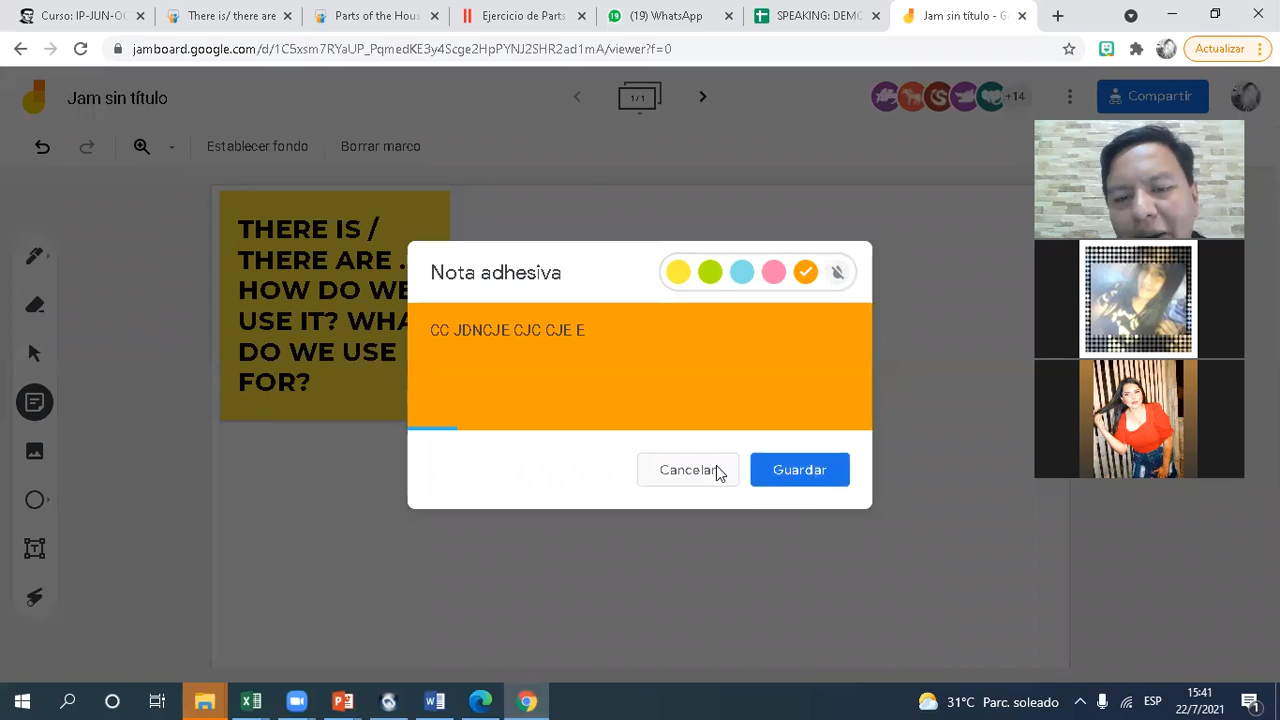 Curso: IP-JUN-OC
There is/ there are
Parts of the Hous
Ejercicio de Parts
(19) WhatsApp
SPEAKING: DEMO
Jam sin título - G
jamboard.google.com/d/1C5xsm7RYaUP_PqmedKE3y4Scge2HpPYNJ2SHR2ad1mA/viewer?f=0
Actualizar
Jam sin título
1/1
+14
Compartir
Establecer fondo
Borrar marco
THERE IS /
THERE ARE .
HOW DO WE
USE IT? WHA
DO WE USE
FOR?
Nota adhesiva
CC JDNCJE CJC CJE E
Cancelar
Guardar
31°C Parc. soleado
ESP
15:41
22/7/2021
1